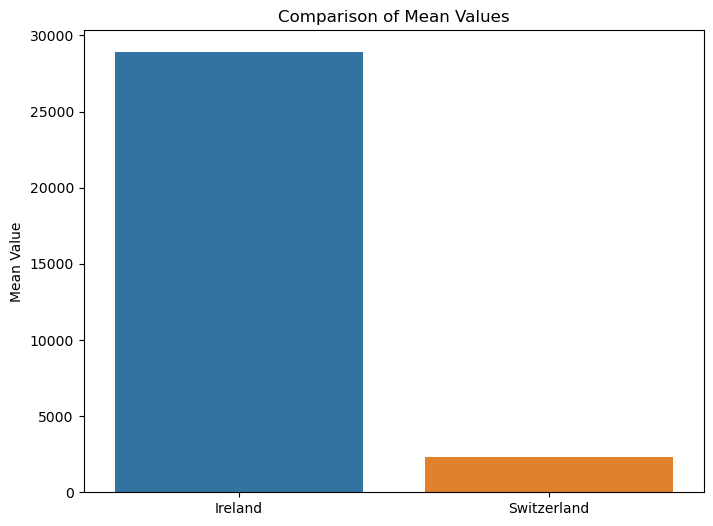 Comparison of Mean Values
30000
25000
20000
15000
10000
5000
0
Mean Value
Ireland
Switzerland